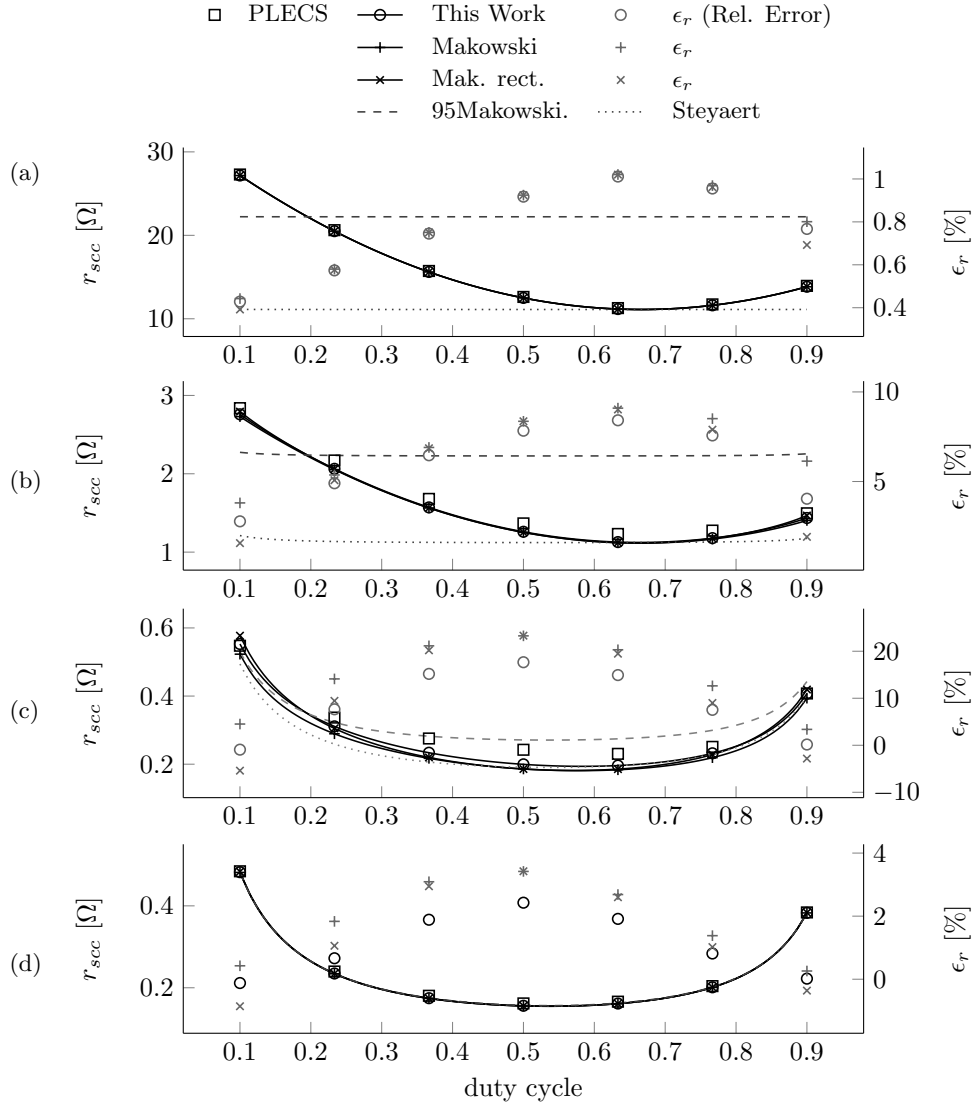 PLECS This Work ϵr (Rel. Error)
Makowski ϵr
Mak. rect. ϵr
95Makowski. Steyaert
(a)
rscc [Ω]
30
20
10
1
0.8
0.6
0.4
ϵr [%]
0.1 0.2 0.3 0.4 0.5 0.6 0.7 0.8 0.9
(b)
rscc [Ω]
3
2
1
10
5
ϵr [%]
0.1 0.2 0.3 0.4 0.5 0.6 0.7 0.8 0.9
(c)
rscc [Ω]
0.6
0.4
0.2
20
10
0
−10
ϵr [%]
0.1 0.2 0.3 0.4 0.5 0.6 0.7 0.8 0.9
(d)
rscc [Ω]
0.4
0.2
4
2
0
ϵr [%]
0.1 0.2 0.3 0.4 0.5 0.6 0.7 0.8 0.9
duty cycle